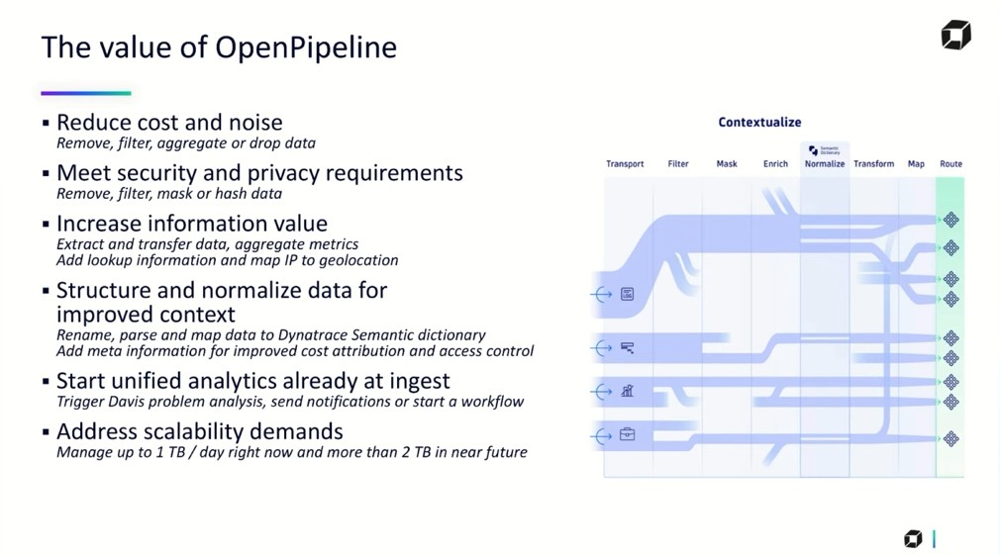 The value of OpenPipeline
▪ Reduce cost and noise
Remove, filter, aggregate or drop data
▪ Meet security and privacy requirements
Remove, filter, mask or hash data
▪ Increase information value
Extract and transfer data, aggregate metrics
Add lookup information and map IP to geolocation
▪ Structure and normalize data for
improved context
Rename, parse and map data to Dynatrace Semantic dictionary
Add meta information for improved cost attribution and access control
▪ Start unified analytics already at ingest
Trigger Davis problem analysis, send notifications or start a workflow
▪ Address scalability demands
Manage up to 1 TB / day right now and more than 2 TB in near future
Contextualize
Semantic
Dictionary
Transport Filter Mask Enrich Normalize Transform Map Route
LOG